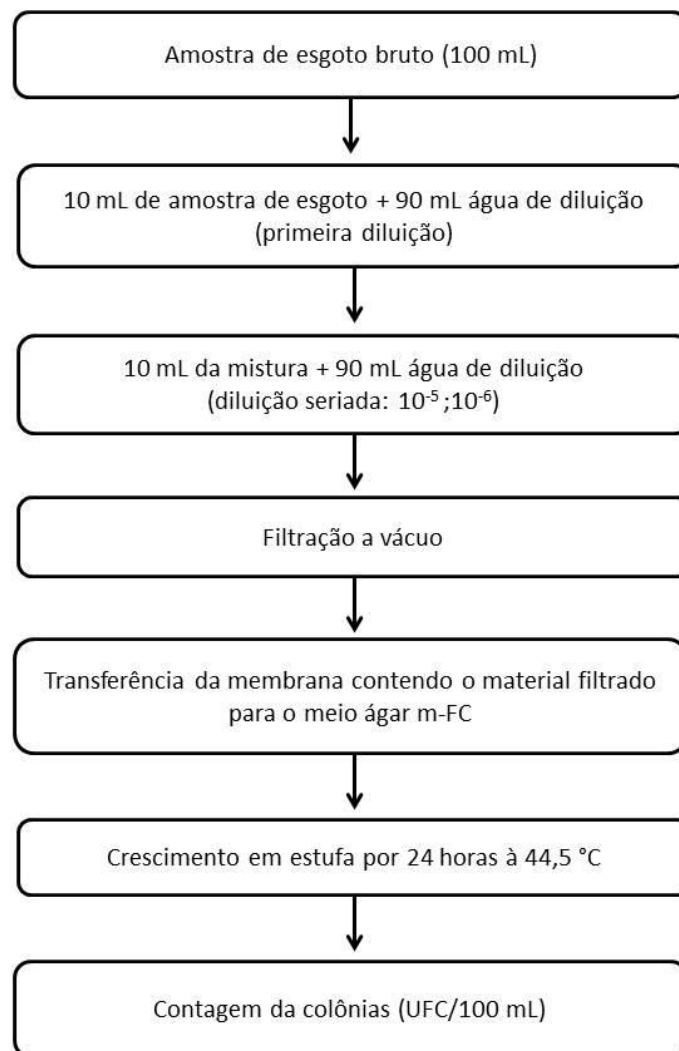 Amostra de esgoto bruto (100 mL)
10 mL de amostra de esgoto + 90 mL água de diluição
(primeira diluição)
10 mL da mistura + 90 mL água de diluição
(diluição seriada: 10⁻⁵ ;10⁻⁶)
Filtração a vácuo
Transferência da membrana contendo o material filtrado
para o meio ágar m-FC
Crescimento em estufa por 24 horas à 44,5 °C
Contagem da colônias (UFC/100 mL)